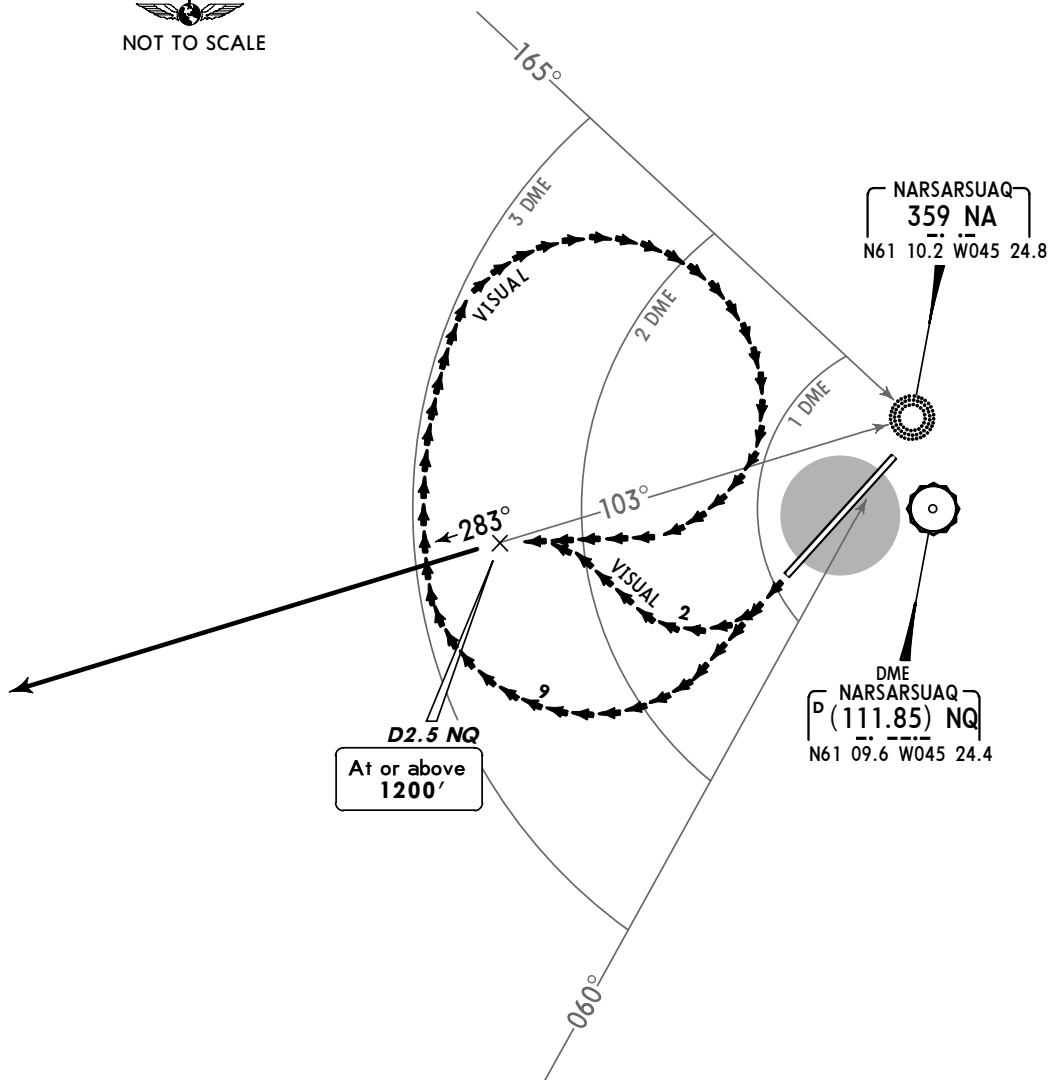 NOT TO SCALE
165°
3 DME
NARSARSUAQ
359 NA
N61 10.2 W045 24.8
VISUAL
2 DME
1 DME
103°
283°
VISUAL
2
9
DME
NARSARSUAQ
D (111.85) NQ
N61 09.6 W045 24.4
D2.5 NQ
At or above
1200'
060°